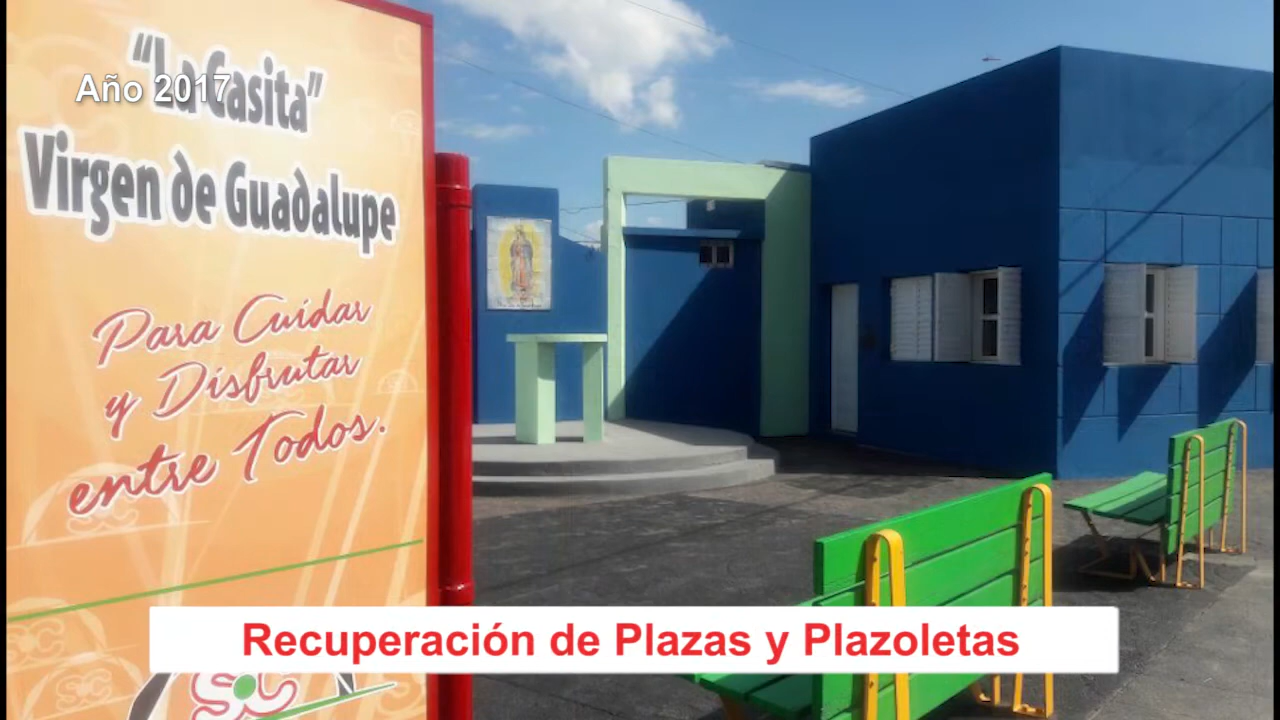 Año 2017
"La Casita"
Virgen de Guadalupe
Para Cuidar
y Disfrutar
entre Todos.
Recuperación de Plazas y Plazoletas